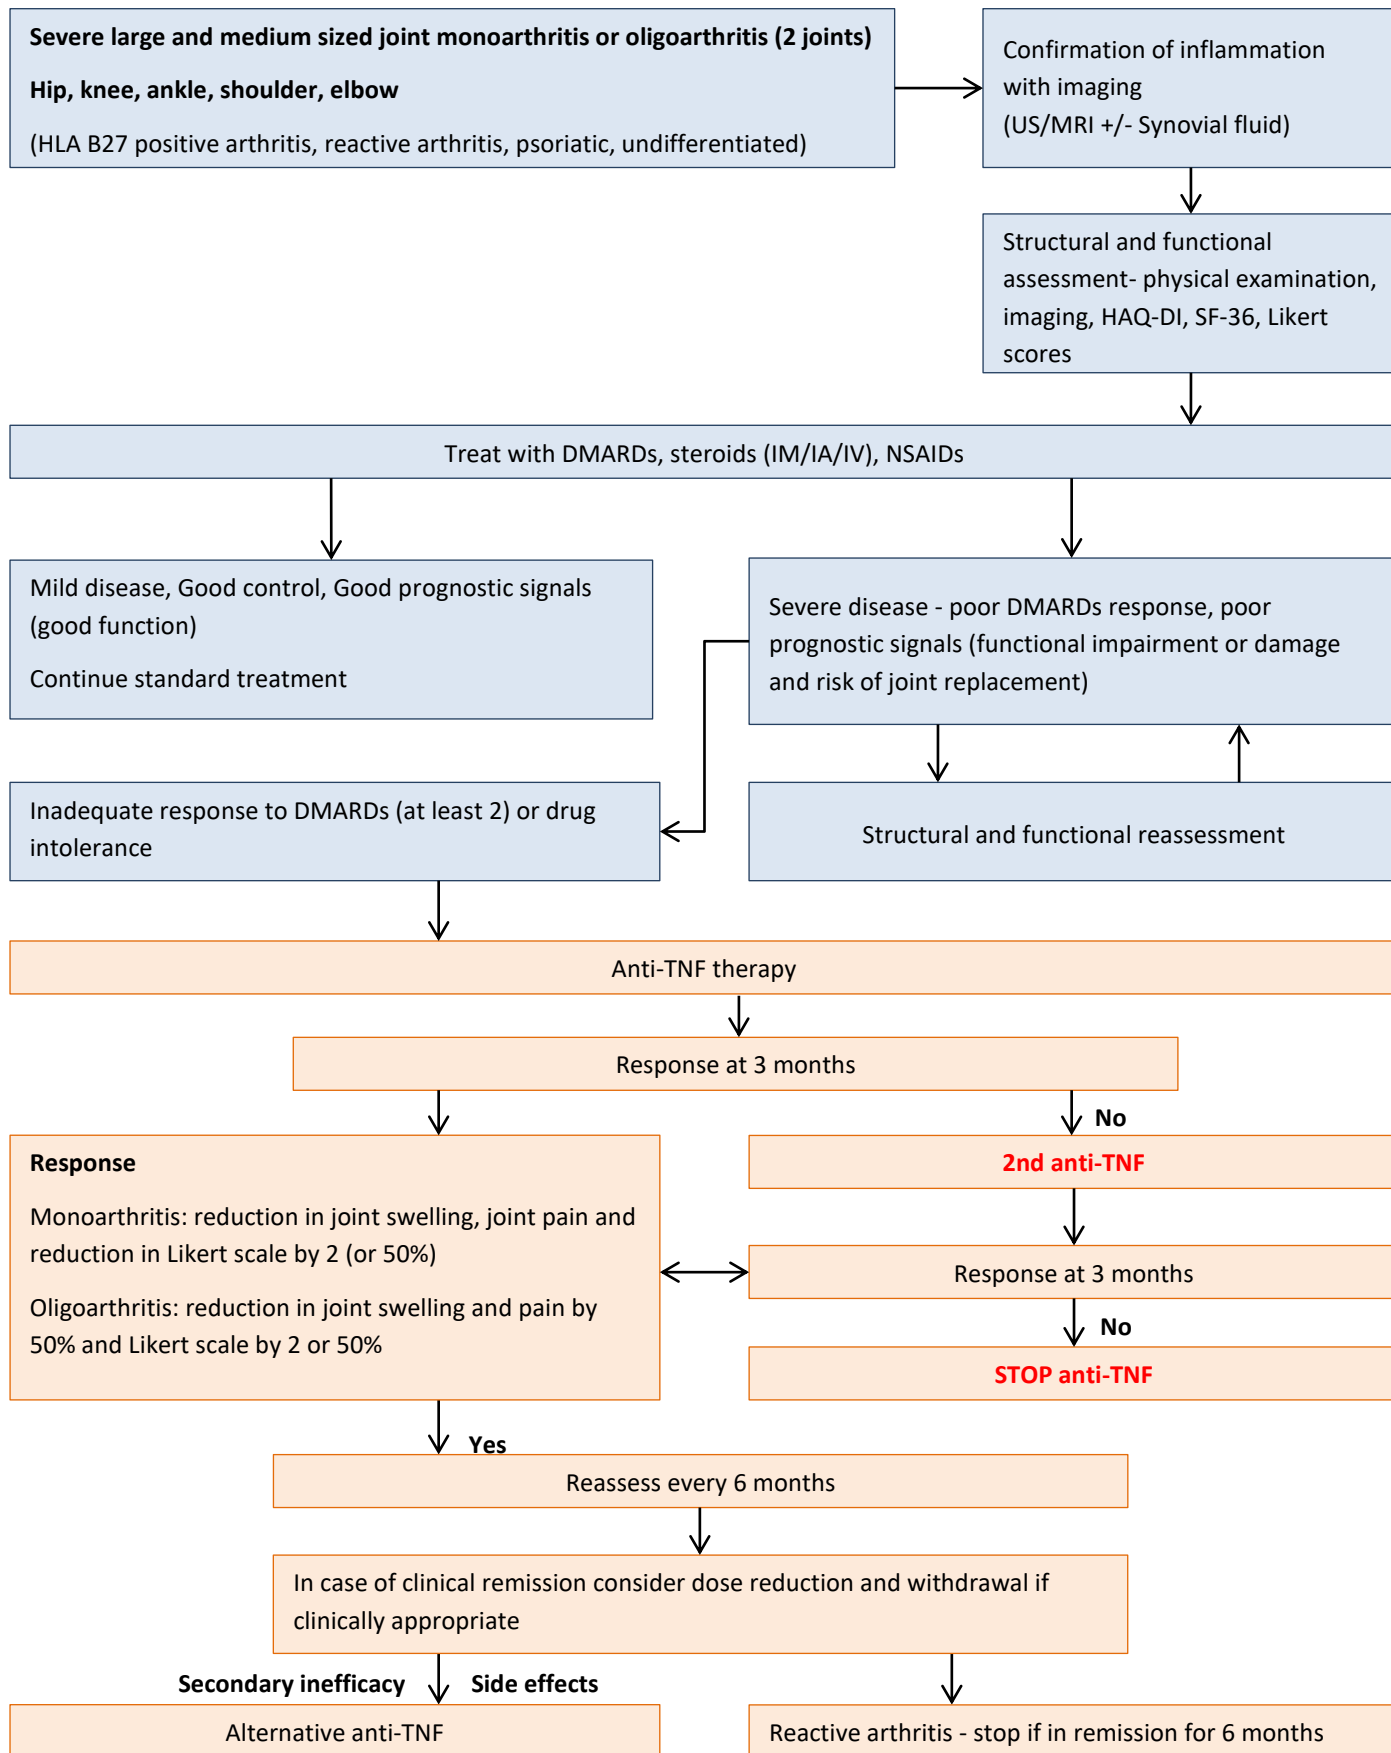 Severe large and medium sized joint monoarthritis or oligoarthritis (2 joints)
Hip, knee, ankle, shoulder, elbow
(HLA B27 positive arthritis, reactive arthritis, psoriatic, undifferentiated)
Confirmation of inflammation
with imaging
(US/MRI +/- Synovial fluid)
Structural and functional
assessment- physical examination,
imaging, HAQ-DI, SF-36, Likert
scores
Treat with DMARDs, steroids (IM/IA/IV), NSAIDs
Mild disease, Good control, Good prognostic signals
(good function)
Continue standard treatment
Severe disease - poor DMARDs response, poor
prognostic signals (functional impairment or damage
and risk of joint replacement)
Inadequate response to DMARDs (at least 2) or drug
intolerance
Structural and functional reassessment
Anti-TNF therapy
Response at 3 months
No
Response
Monoarthritis: reduction in joint swelling, joint pain and
reduction in Likert scale by 2 (or 50%)
Oligoarthritis: reduction in joint swelling and pain by
50% and Likert scale by 2 or 50%
2nd anti-TNF
Response at 3 months
No
STOP anti-TNF
Yes
Reassess every 6 months
In case of clinical remission consider dose reduction and withdrawal if
clinically appropriate
Secondary inefficacy
Side effects
Alternative anti-TNF
Reactive arthritis - stop if in remission for 6 months